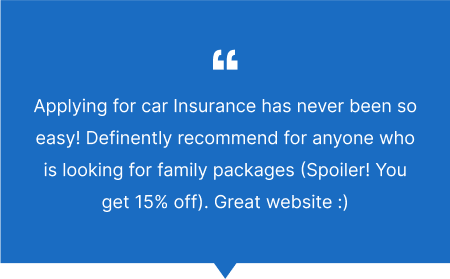 “
Applying for car Insurance has never been so
easy! Definently recommend for anyone who
is looking for family packages (Spoiler! You
get 15% off). Great website :)